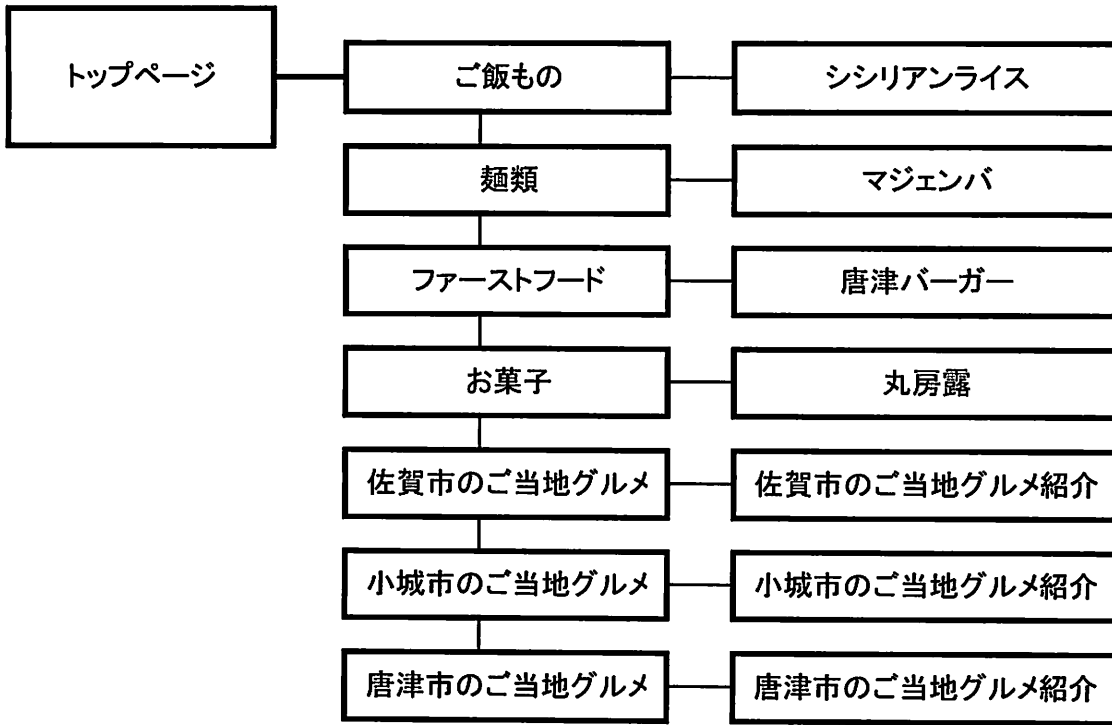 トップページ
ご飯もの
シシリアンライス
麺類
マジェンバ
ファーストフード
唐津バーガー
お菓子
丸房露
佐賀市のご当地グルメ
佐賀市のご当地グルメ紹介
小城市のご当地グルメ
小城市のご当地グルメ紹介
唐津市のご当地グルメ
唐津市のご当地グルメ紹介